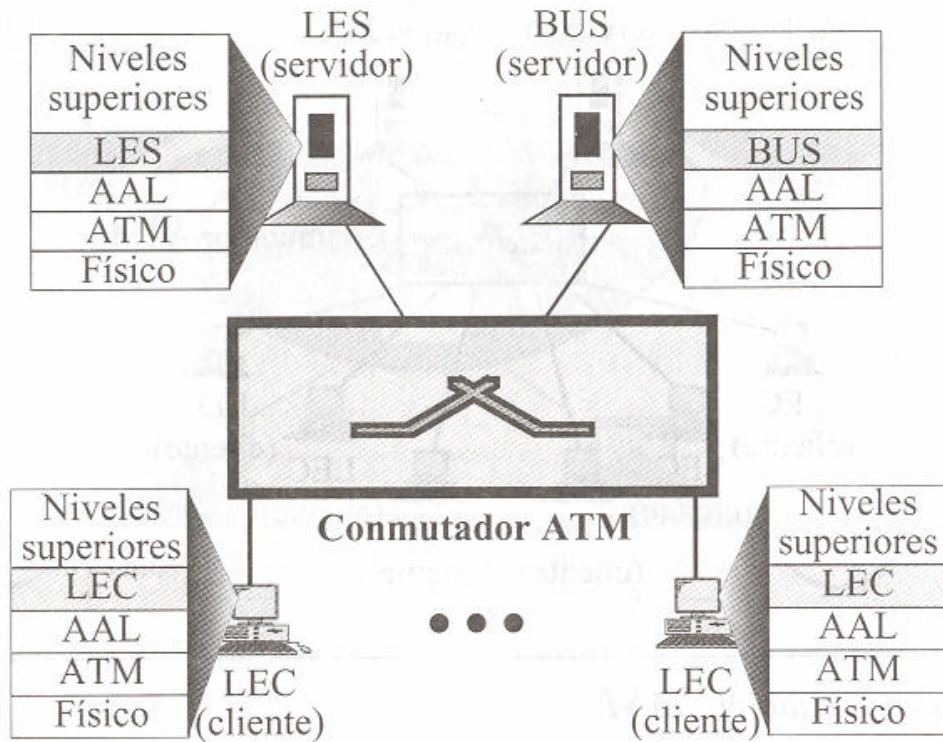 LES
(servidor)
BUS
(servidor)
Niveles
superiores
LES
AAL
ATM
Físico
Niveles
superiores
BUS
AAL
ATM
Físico
Conmutador ATM
Niveles
superiores
LEC
AAL
ATM
Físico
LEC
(cliente)
Niveles
superiores
LEC
AAL
ATM
Físico
LEC
(cliente)